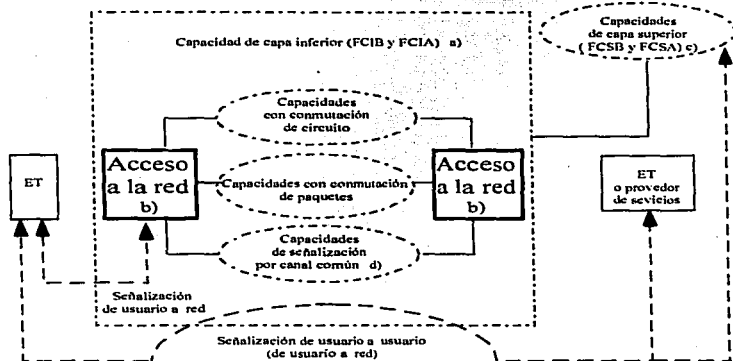 Capacidad de capa inferior (FCIB y FCIA) a)
Capacidades
de capa superior
( FCSB y FCSA) c)
Capacidades
con conmutación
de circuito
ET
Acceso
a la red
b)
Capacidades con conmutación
de paquetes
Acceso
a la red
b)
ET
o provedor
de sevicios
Capacidades
de señalización
por canal común d)
Señalización
de usuario a red
Señalización de usuario a usuario
(de usuario a red)